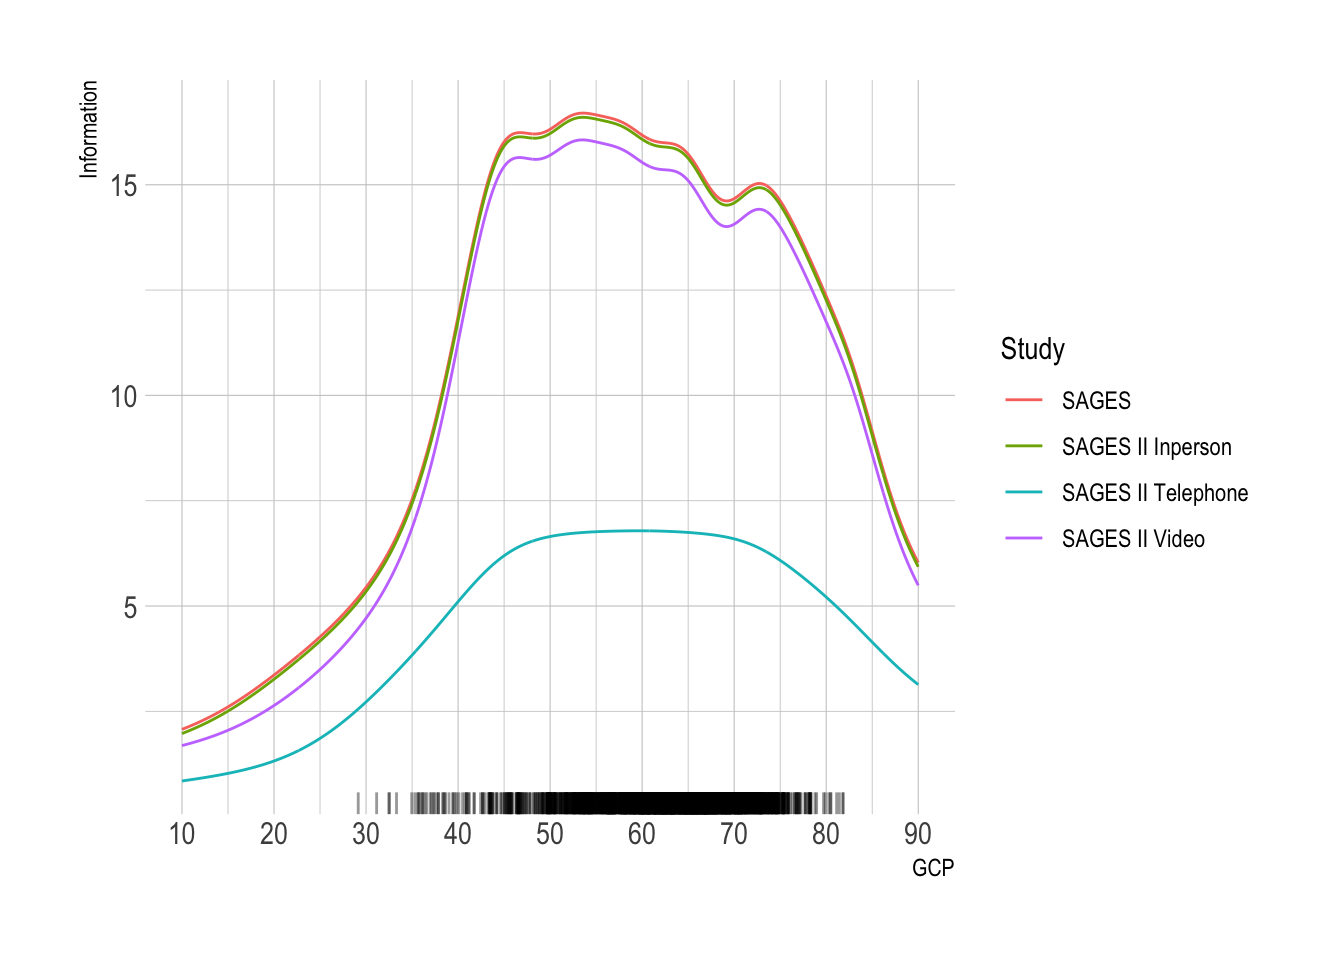 Information
15
10
5
10 20 30 40 50 60 70 80 90
GCP
Study
SAGES
SAGES II Inperson
SAGES II Telephone
SAGES II Video